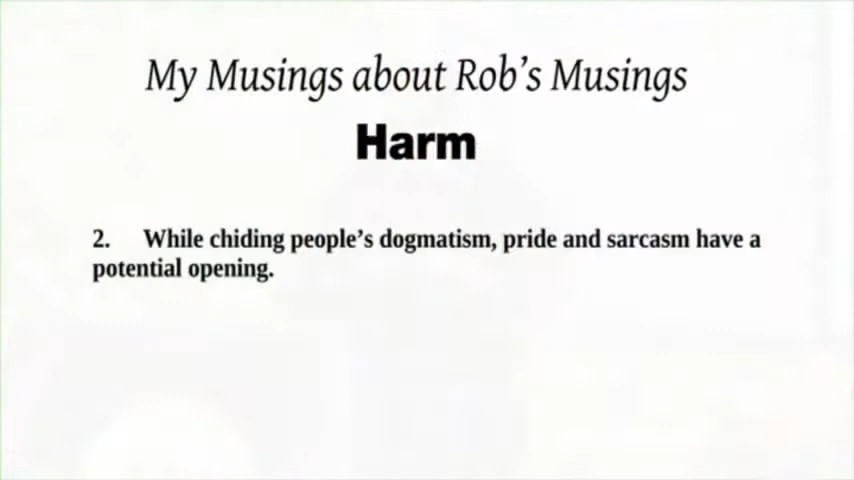 My Musings about Rob’s Musings
Harm
2. While chiding people’s dogmatism, pride and sarcasm have a
potential opening.